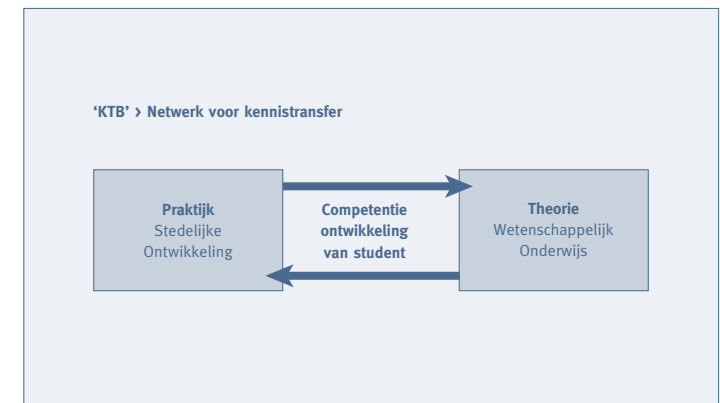 ‘KTB’ > Netwerk voor kennistransfer
Praktijk
Stedelijke
Ontwikkeling
Competentie
ontwikkeling
van student
Theorie
Wetenschappelijk
Onderwijs